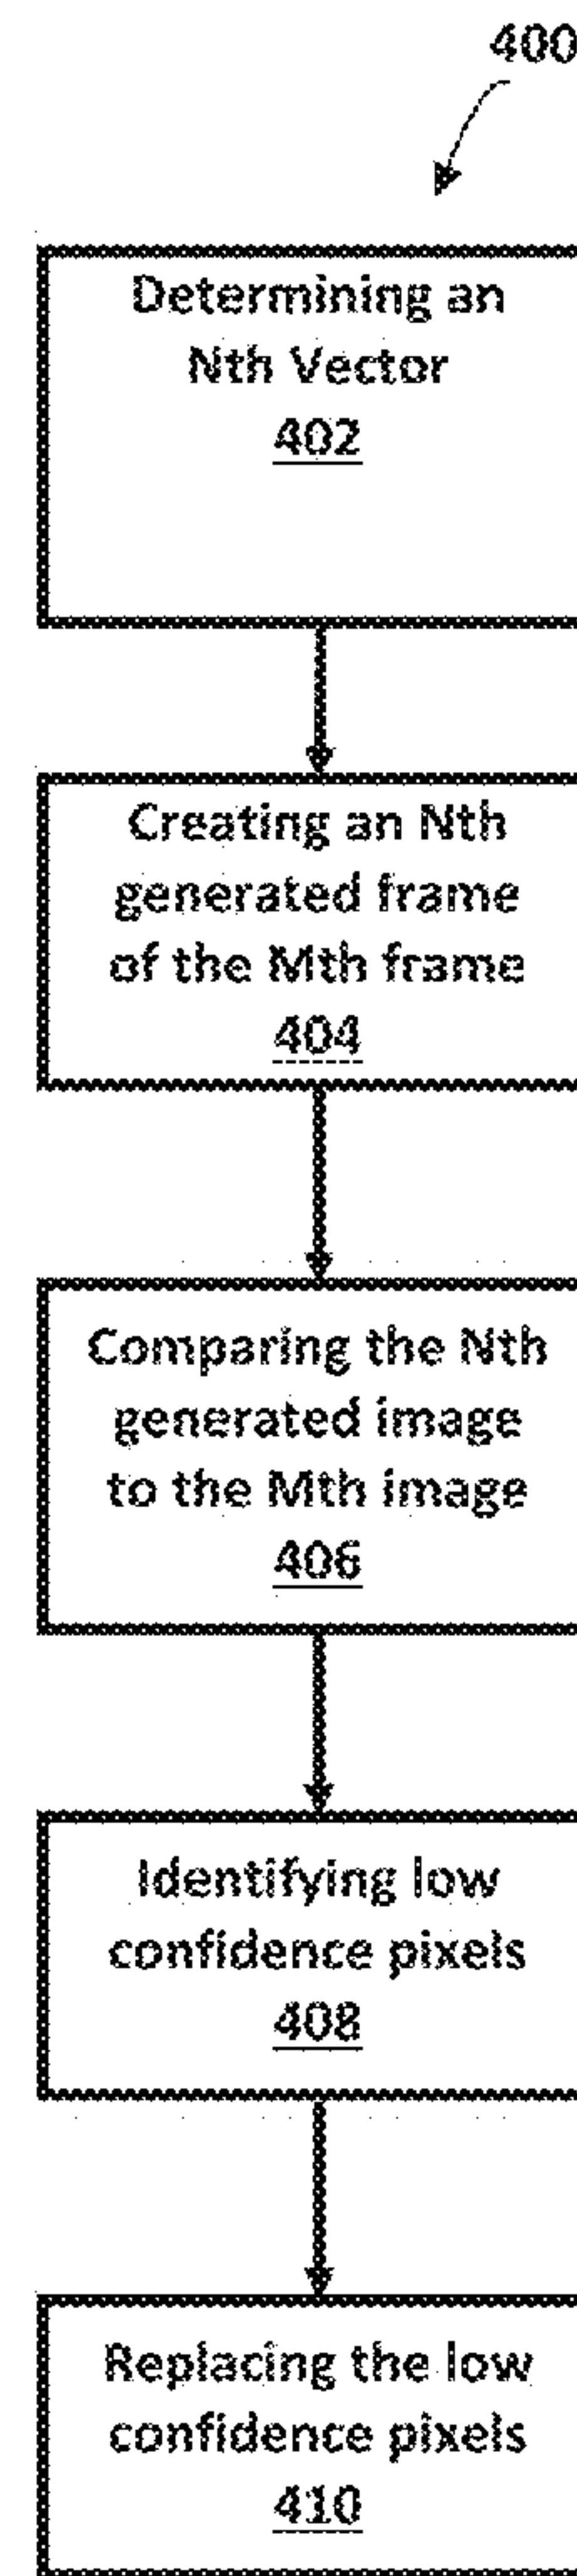 400
Determining an
Nth Vector
402
Creating an Nth
generated frame
of the Mth frame
404
Comparing the Nth
generated image
to the Mth image
406
Identifying low
confidence pixels
408
Replacing the low
confidence pixels
410